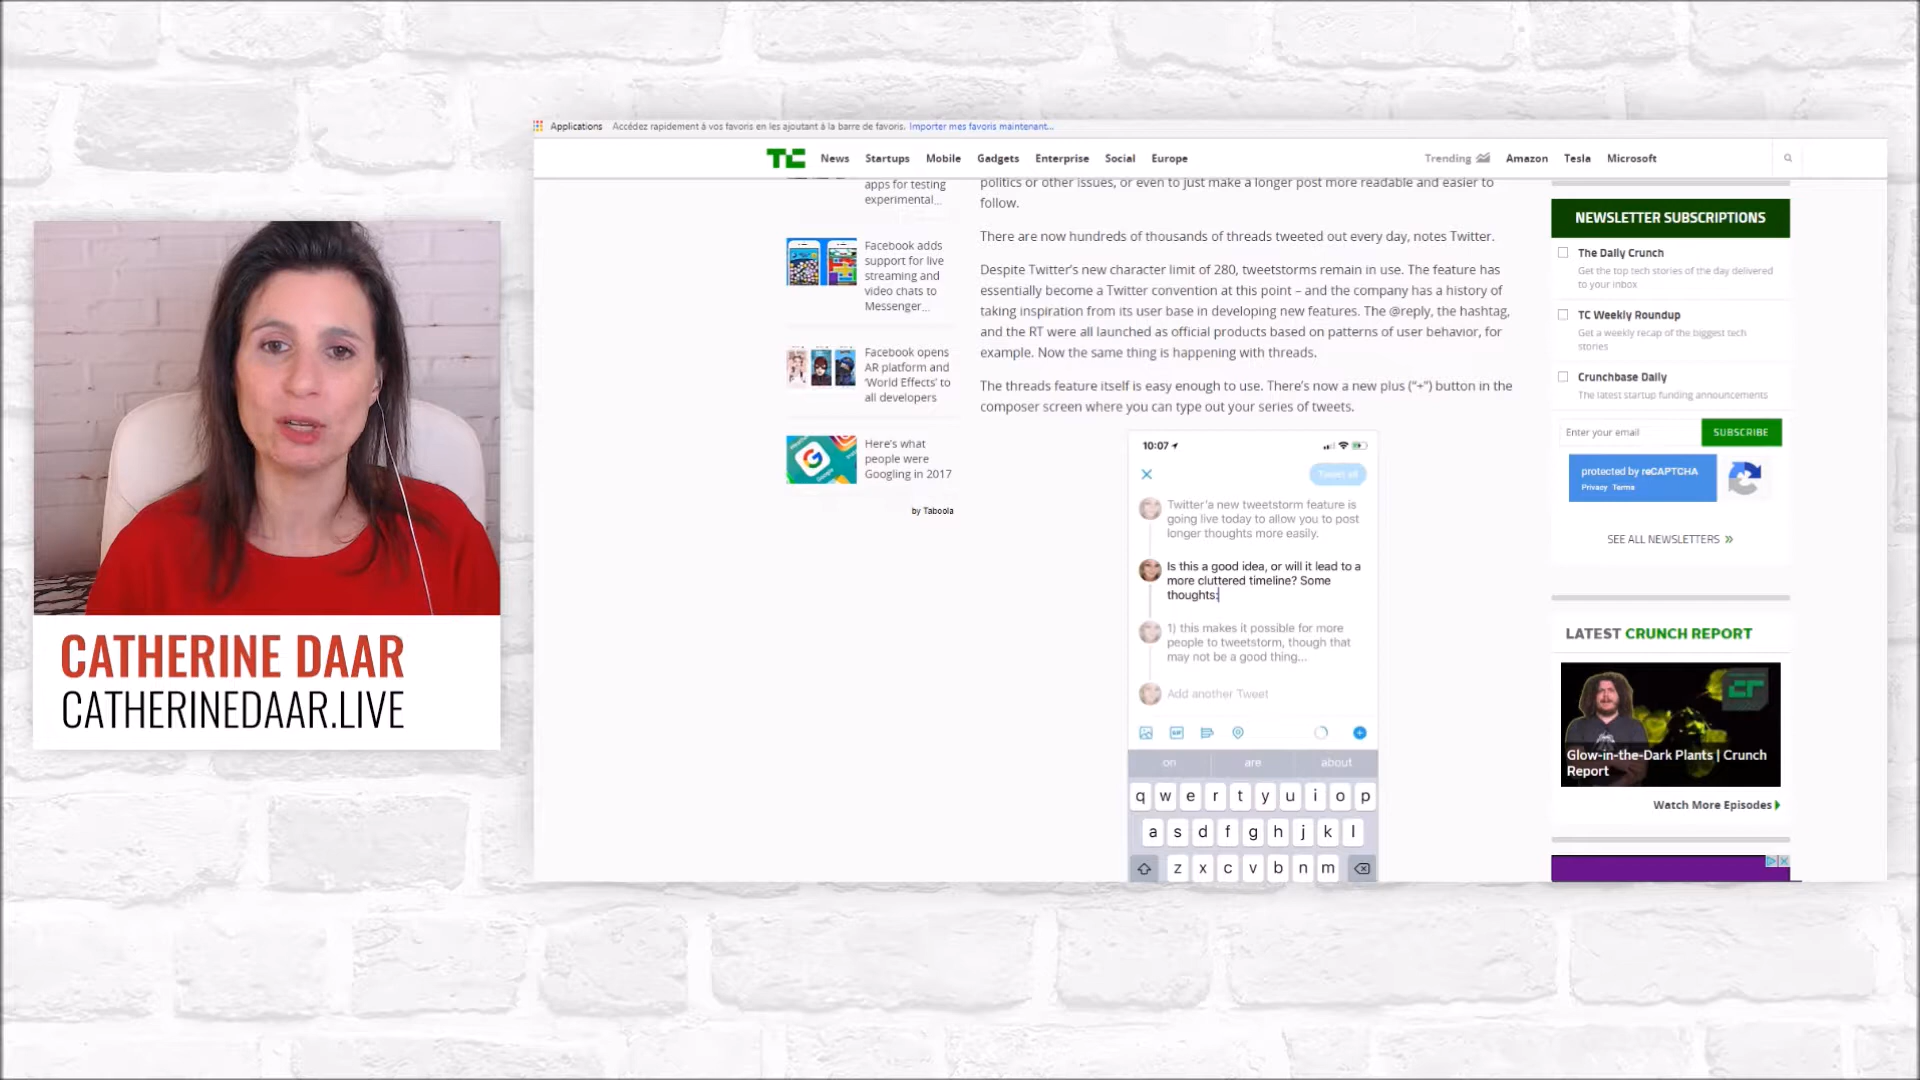 Applications Accédez rapidement à vos favoris en les ajoutant à la barre de favoris. Importer mes favoris maintenant...
TC News Startups Mobile Gadgets Enterprise Social Europe Trending Amazon Tesla Microsoft
CATHERINE DAAR
CATHERINEDAAR.LIVE
apps for testing
experimental...
Facebook adds
support for live
streaming and
video chats to
Messenger...
Facebook opens
AR platform and
‘World Effects’ to
all developers
Here’s what
people were
Googling in 2017
by Taboola
politics or other issues, or even to just make a longer post more readable and easier to
follow.
There are now hundreds of thousands of threads tweeted out every day, notes Twitter.
Despite Twitter’s new character limit of 280, tweetstorms remain in use. The feature has
essentially become a Twitter convention at this point – and the company has a history of
taking inspiration from its user base in developing new features. The @reply, the hashtag,
and the RT were all launched as official products based on patterns of user behavior, for
example. Now the same thing is happening with threads.
The threads feature itself is easy enough to use. There’s now a new plus (“+”) button in the
composer screen where you can type out your series of tweets.
10:07
Tweet all
Twitter'a new tweetstorm feature is
going live today to allow you to post
longer thoughts more easily.
Is this a good idea, or will it lead to a
more cluttered timeline? Some
thoughts:
1) this makes it possible for more
people to tweetstorm, though that
may not be a good thing...
Add another Tweet
GIF
on are about
q w e r t y u i o p
a s d f g h j k l
z x c v b n m
NEWSLETTER SUBSCRIPTIONS
The Daily Crunch
Get the top tech stories of the day delivered
to your inbox
TC Weekly Roundup
Get a weekly recap of the biggest tech
stories
Crunchbase Daily
The latest startup funding announcements
Enter your email SUBSCRIBE
protected by reCAPTCHA
Privacy Terms
SEE ALL NEWSLETTERS »
LATEST CRUNCH REPORT
CR
Glow-in-the-Dark Plants | Crunch
Report
Watch More Episodes